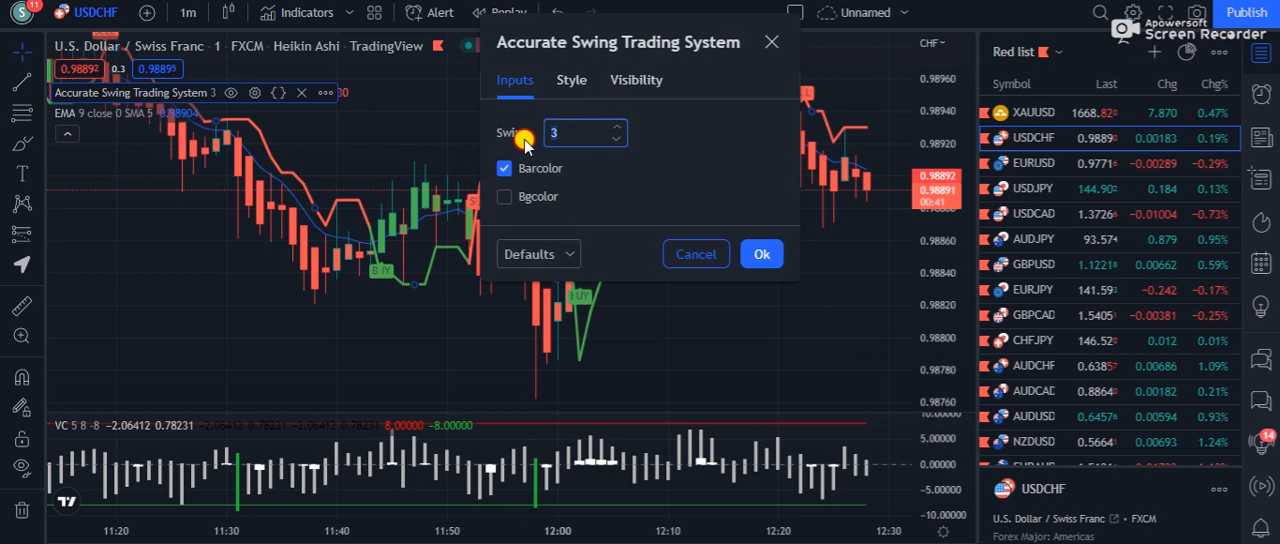 S 11 USDCHF 1m Indicators Alert Replay Unnamed Publish
Apowersoft
Screen Recorder
U.S. Dollar / Swiss Franc · 1 · FXCM · Heikin Ashi · TradingView
0.98892 0.3 0.98895
Accurate Swing Trading System 3
EMA 9 close 0 SMA 5 0.98904
Accurate Swing Trading System
Inputs Style Visibility
3
Barcolor
Bgcolor
Defaults Cancel Ok
CHF
0.98960
0.98940
0.98920
0.98892
0.98891
00:41
0.98860
0.98840
0.98820
0.98800
0.98780
0.98760
VC 5 8 -8 −2.06412 0.78231 −2.06412 0.78231 −2.06412 0.78231 8.00000 −8.00000
10.00000
5.00000
0.00000
−5.00000
−10.00000
11:20 11:30 11:40 11:50 12:00 12:10 12:20 12:30
Red list
Symbol Last Chg Chg%
XAUUSD 1668.820 7.870 0.47%
USDCHF 0.9889 0.00183 0.19%
EURUSD 0.9771 −0.00289 −0.29%
USDJPY 144.90 0.184 0.13%
USDCAD 1.3726 −0.01004 −0.73%
AUDJPY 93.574 0.879 0.95%
GBPUSD 1.1221 0.00662 0.59%
EURJPY 141.59 −0.242 −0.17%
GBPCAD 1.5405 −0.00381 −0.25%
CHFJPY 146.52 0.012 0.01%
AUDCHF 0.6385 0.00686 1.09%
AUDCAD 0.8864 0.00182 0.21%
AUDUSD 0.6457 0.00594 0.93%
NZDUSD 0.5664 0.00693 1.24%
14
USDCHF
U.S. Dollar / Swiss Franc · FXCM
Forex Major: Americas